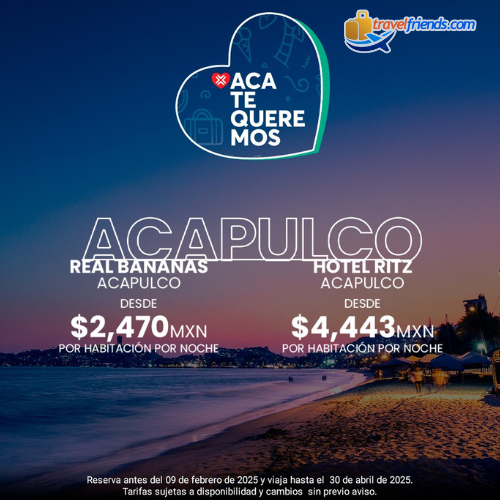 travelfriends.com
ACA
TE
QUERE
MOS
ACAPULCO
REAL BANANAS
ACAPULCO
DESDE
$2,470MXN
POR HABITACIÓN POR NOCHE
HOTEL RITZ
ACAPULCO
DESDE
$4,443MXN
POR HABITACIÓN POR NOCHE
Reserva antes del 09 de febrero de 2025 y viaja hasta el 30 de abril de 2025.
Tarifas sujetas a disponibilidad y cambios sin previo aviso.